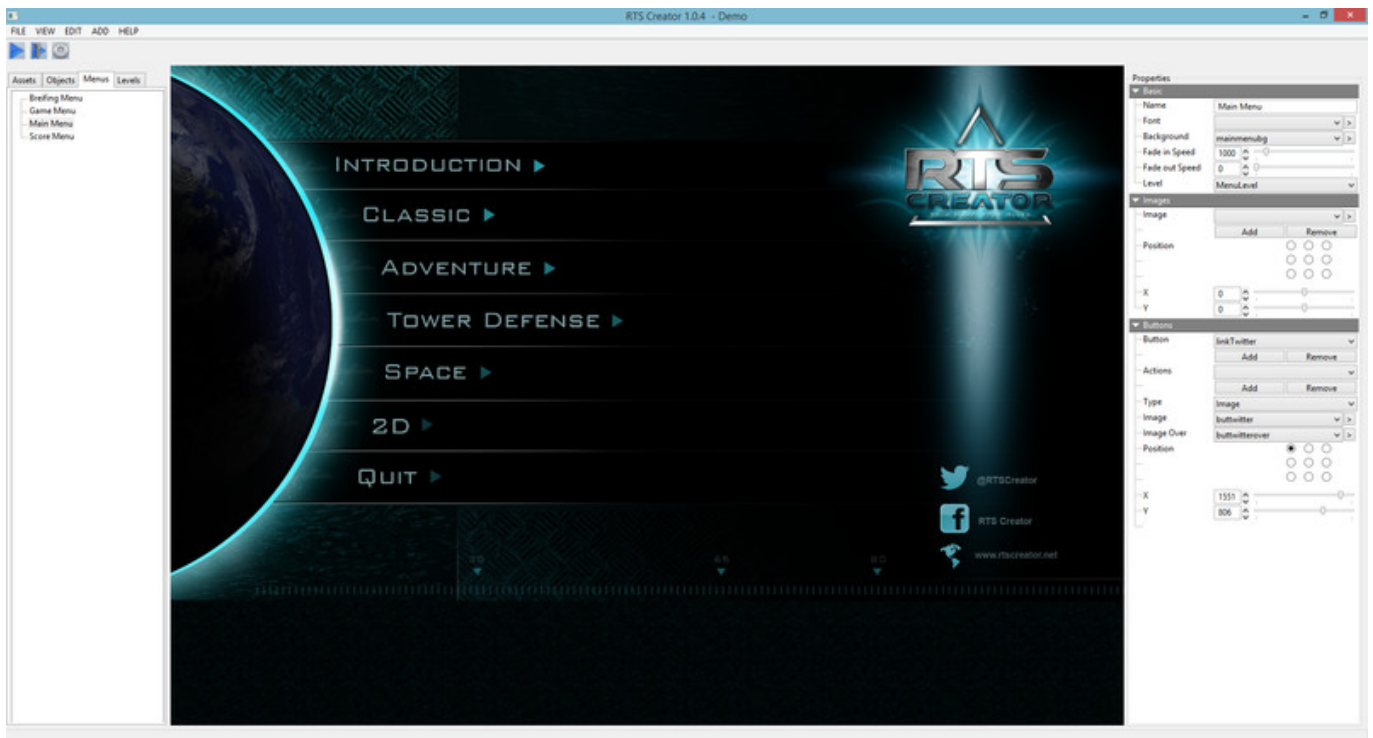 RTS Creator 1.0.4 - Demo
FILE VIEW EDIT ADD HELP
Assets Objects Menus Levels
Breifing Menu
Game Menu
Main Menu
Score Menu
INTRODUCTION
CLASSIC
ADVENTURE
TOWER DEFENSE
SPACE
2D
QUIT
RTS
CREATOR
@RTSCreator
RTS Creator
www.rtscreator.net
65
80
Properties
Basic
Name Main Menu
Font
Background mainmenubg
Fade in Speed 1000
Fade out Speed 0
Level MenuLevel
Images
Image
Add Remove
Position
X 0
Y 0
Buttons
Button linkTwitter
Add Remove
Actions
Add Remove
Type Image
Image buttwitter
Image Over buttwitterover
Position
X 1551
Y 806